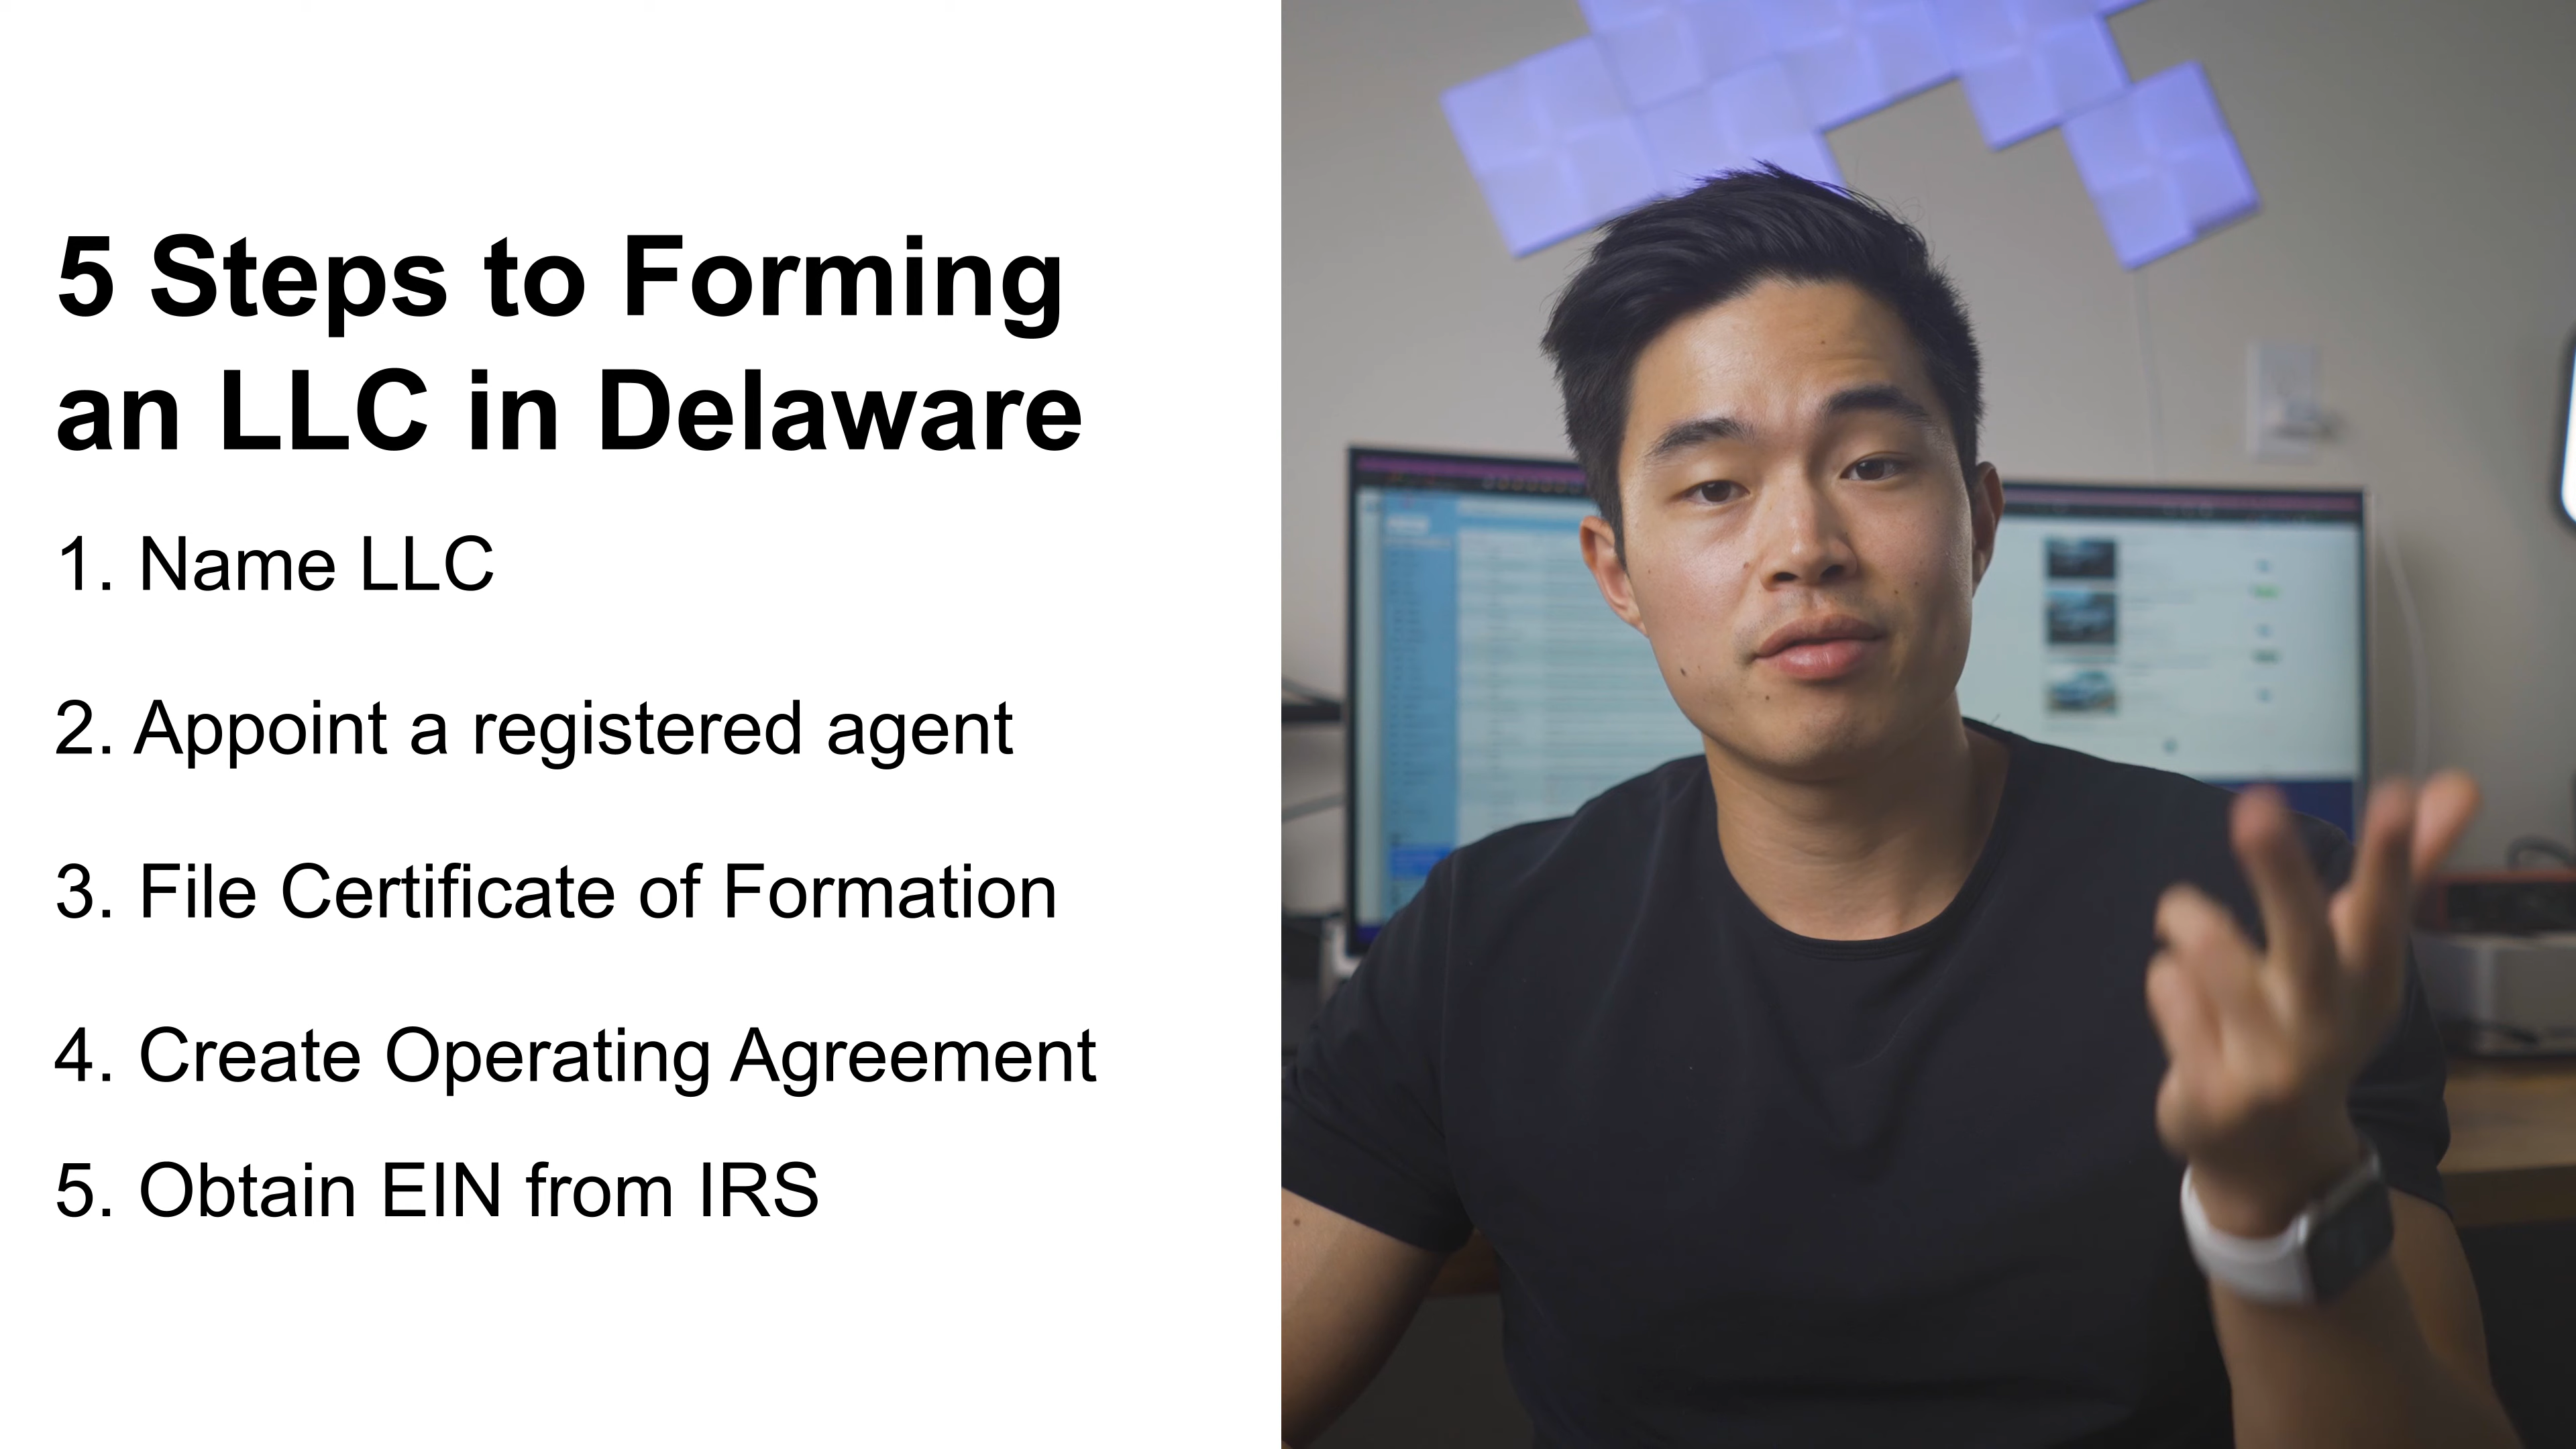 5 Steps to Forming
an LLC in Delaware
1. Name LLC
2. Appoint a registered agent
3. File Certificate of Formation
4. Create Operating Agreement
5. Obtain EIN from IRS